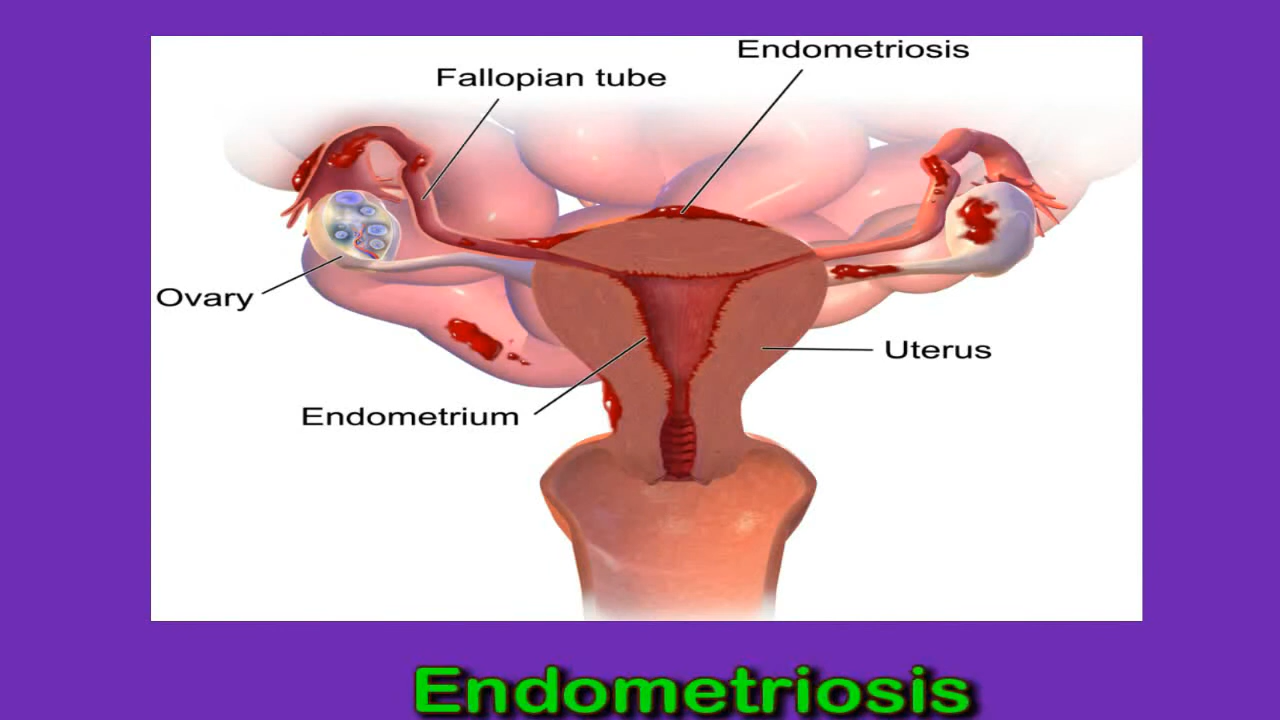 Endometriosis
Fallopian tube
Ovary
Uterus
Endometrium
Endometriosis